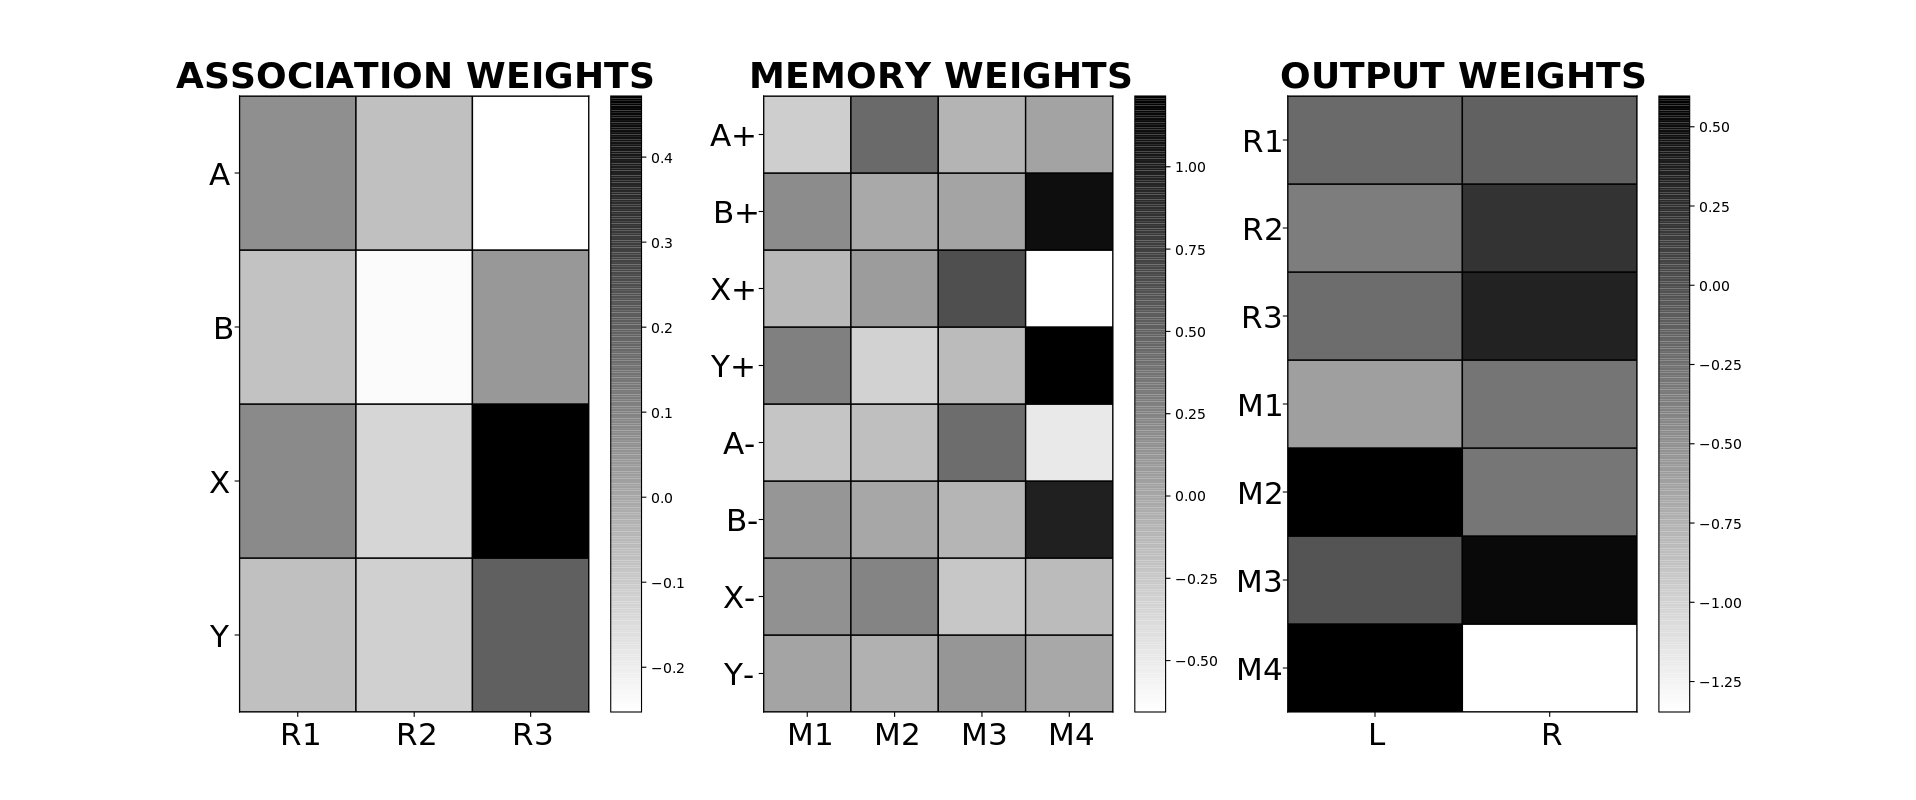 ASSOCIATION WEIGHTS
A
B
X
Y
R1 R2 R3
0.4
0.3
0.2
0.1
0.0
−0.1
−0.2
MEMORY WEIGHTS
A+
B+
X+
Y+
A-
B-
X-
Y-
M1 M2 M3 M4
1.00
0.75
0.50
0.25
0.00
−0.25
−0.50
OUTPUT WEIGHTS
R1
R2
R3
M1
M2
M3
M4
L R
0.50
0.25
0.00
−0.25
−0.50
−0.75
−1.00
−1.25